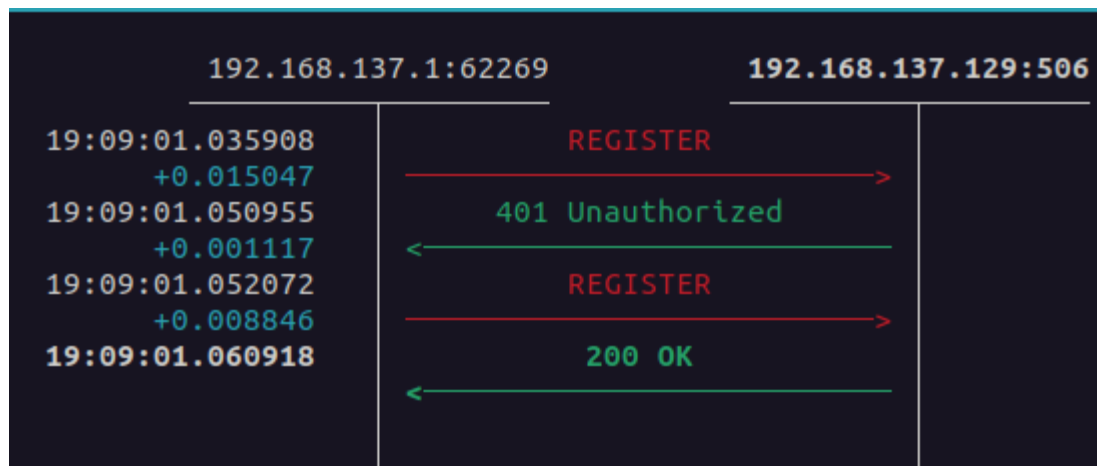 192.168.137.1:62269 192.168.137.129:506
19:09:01.035908 REGISTER
+0.015047
19:09:01.050955 401 Unauthorized
+0.001117
19:09:01.052072 REGISTER
+0.008846
19:09:01.060918 200 OK